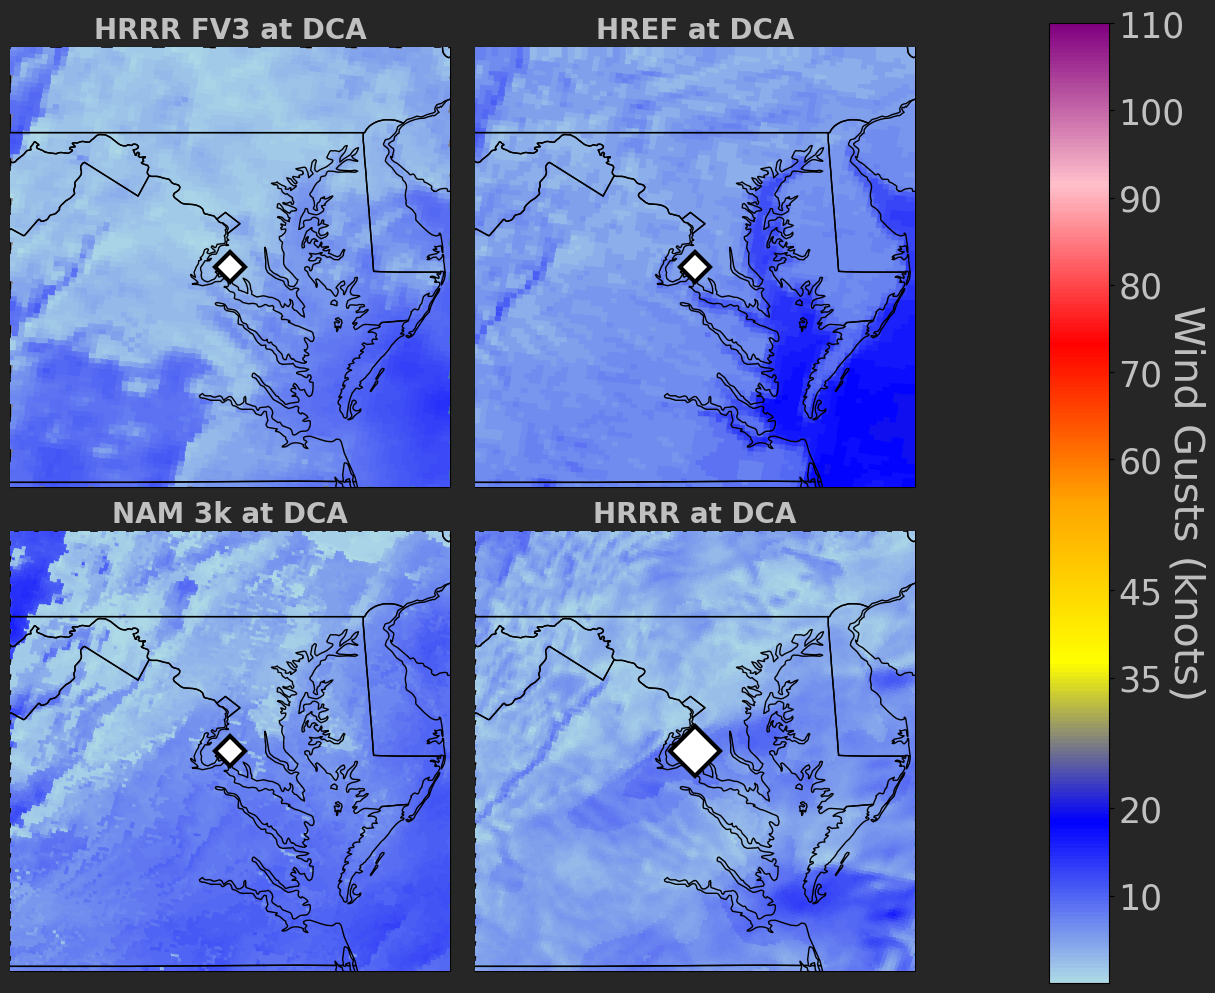 HRRR FV3 at DCA
HREF at DCA
NAM 3k at DCA
HRRR at DCA
110
100
90
80
70
60
45
35
20
10
Wind Gusts (knots)